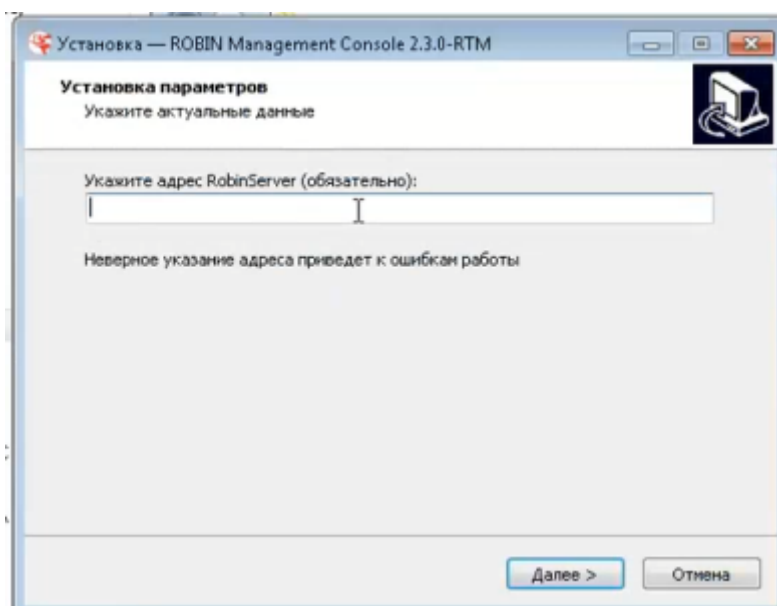 Установка — ROBIN Management Console 2.3.0-RTM
Установка параметров
Укажите актуальные данные
Укажите адрес RobinServer (обязательно):
Неверное указание адреса приведет к ошибкам работы
Далее >
Отмена